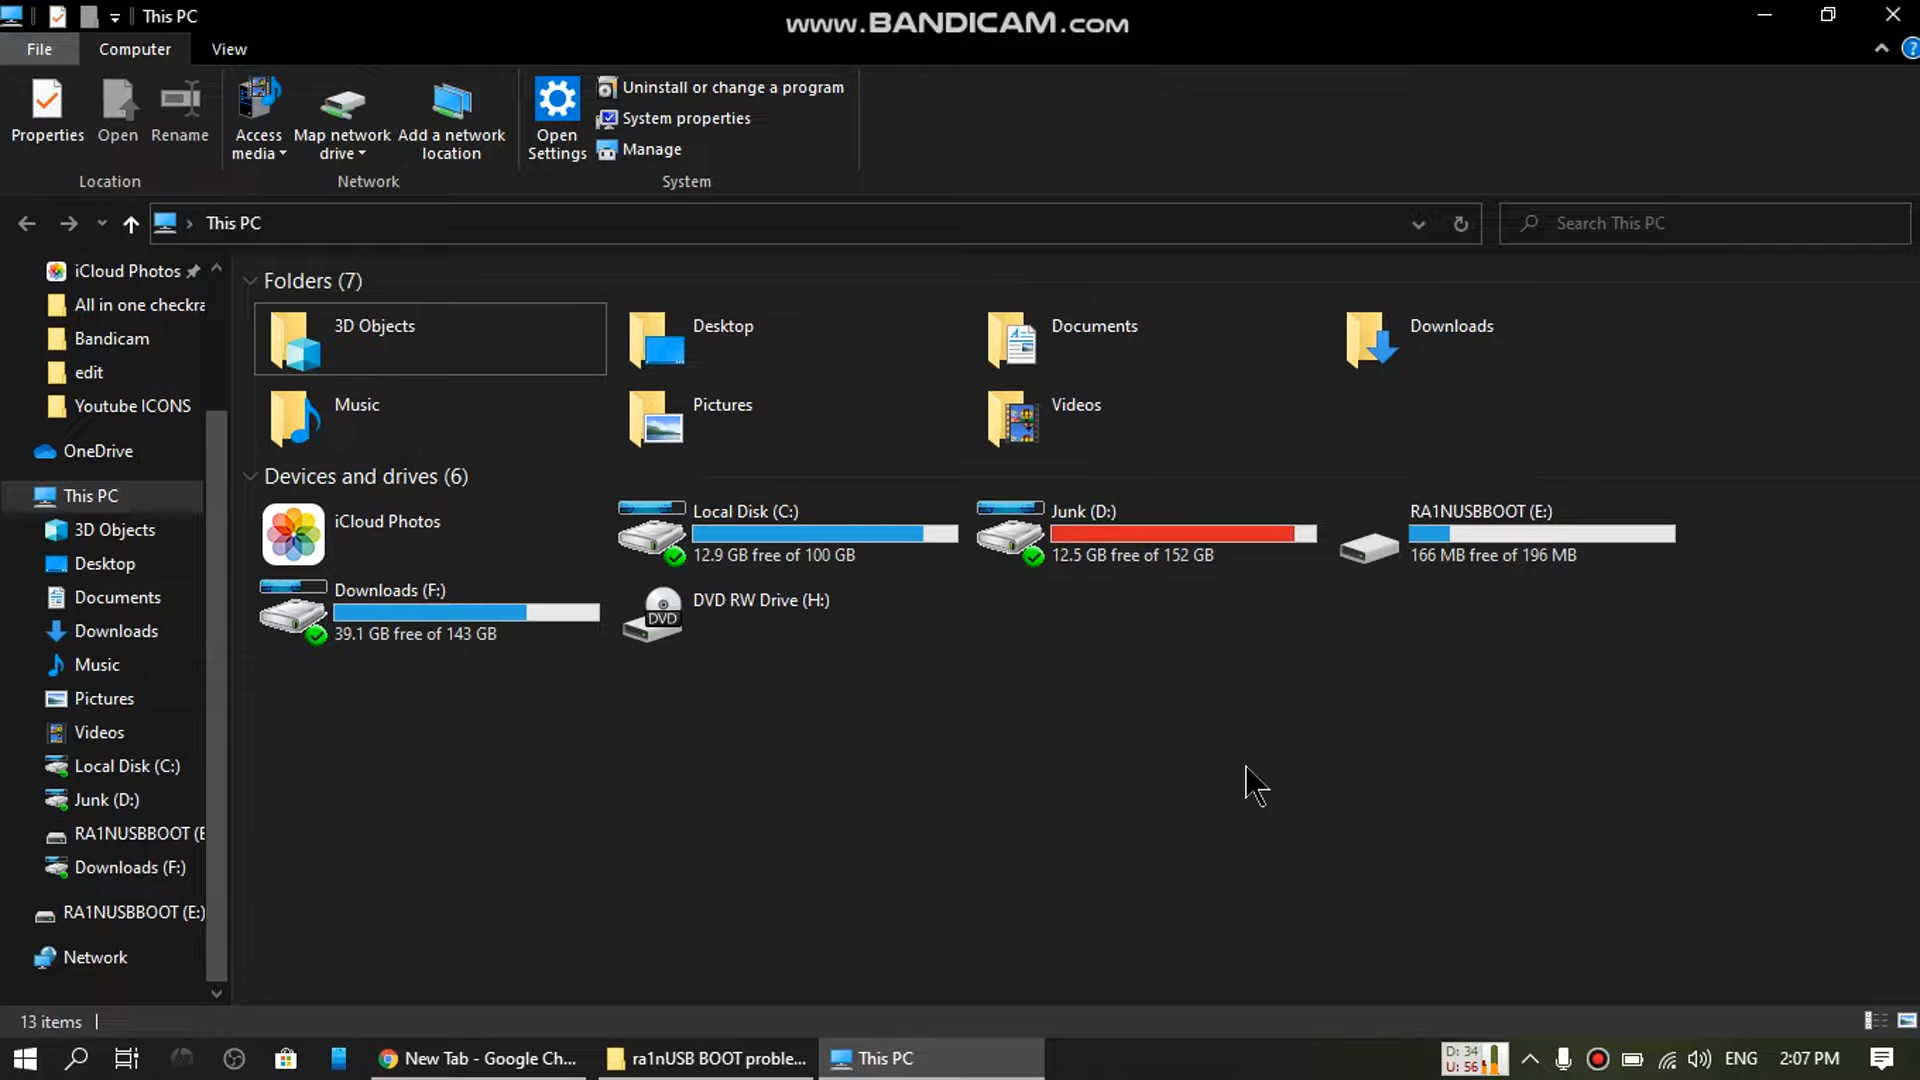 This PC
www.BANDICAM.com
File
Computer
View
Properties
Open
Rename
Access media
Map network drive
Add a network location
Open Settings
Uninstall or change a program
System properties
Manage
Location
Network
System
This PC
Search This PC
iCloud Photos
All in one checkra
Bandicam
edit
Youtube ICONS
OneDrive
This PC
3D Objects
Desktop
Documents
Downloads
Music
Pictures
Videos
Local Disk (C:)
Junk (D:)
RA1NUSBBOOT (E
Downloads (F:)
RA1NUSBBOOT (E:)
Network
Folders (7)
3D Objects
Desktop
Documents
Downloads
Music
Pictures
Videos
Devices and drives (6)
iCloud Photos
Local Disk (C:)
12.9 GB free of 100 GB
Junk (D:)
12.5 GB free of 152 GB
RA1NUSBBOOT (E:)
166 MB free of 196 MB
Downloads (F:)
39.1 GB free of 143 GB
DVD
DVD RW Drive (H:)
13 items
New Tab - Google Ch...
ra1nUSB BOOT proble...
This PC
D: 34
U: 56
ENG
2:07 PM